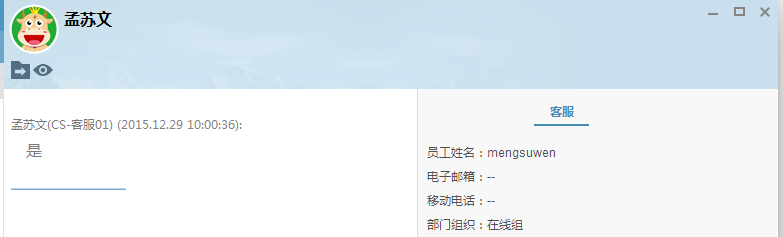 孟苏文
孟苏文(CS-客服01) (2015.12.29 10:00:36):
是
客服
员工姓名：mengsuwen
电子邮箱：--
移动电话：--
部门组织：在线组